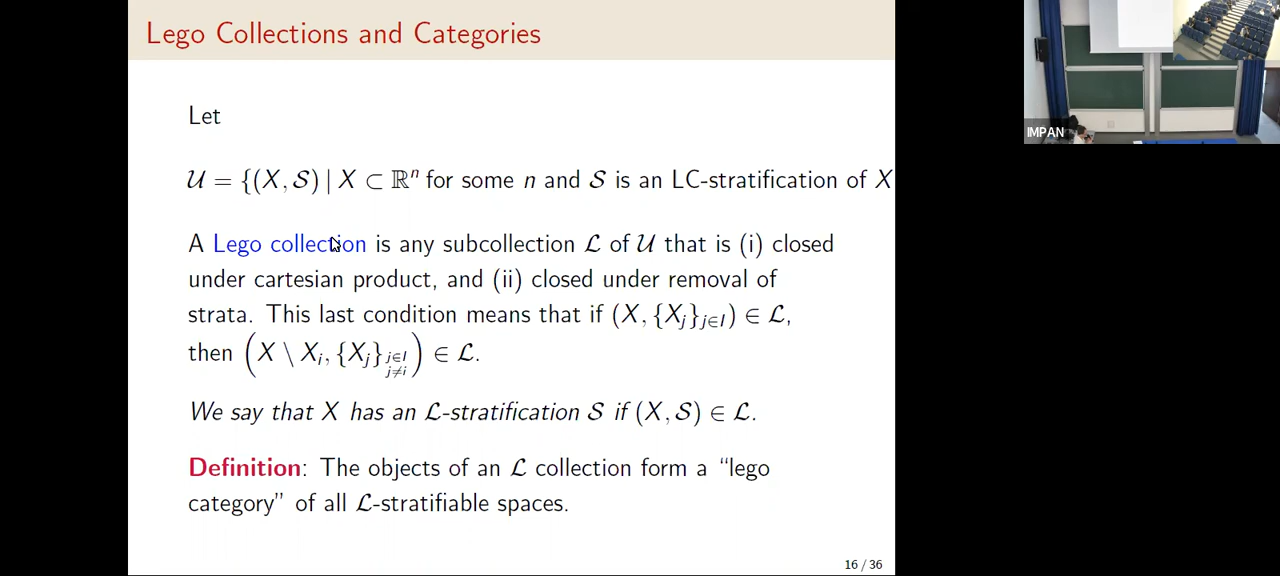 Lego Collections and Categories
Let
𝒰 = {(X, 𝒮) | X ⊂ ℝⁿ for some n and 𝒮 is an LC-stratification of X
A Lego collection is any subcollection ℒ of 𝒰 that is (i) closed
under cartesian product, and (ii) closed under removal of
strata. This last condition means that if (X, {X_j}_{j∈I}) ∈ ℒ,
then (X \ X_i, {X_j}_{j∈I, j≠i}) ∈ ℒ.
We say that X has an ℒ-stratification 𝒮 if (X, 𝒮) ∈ ℒ.
Definition: The objects of an ℒ collection form a “lego
category” of all ℒ-stratifiable spaces.
16 / 36
IMPAN